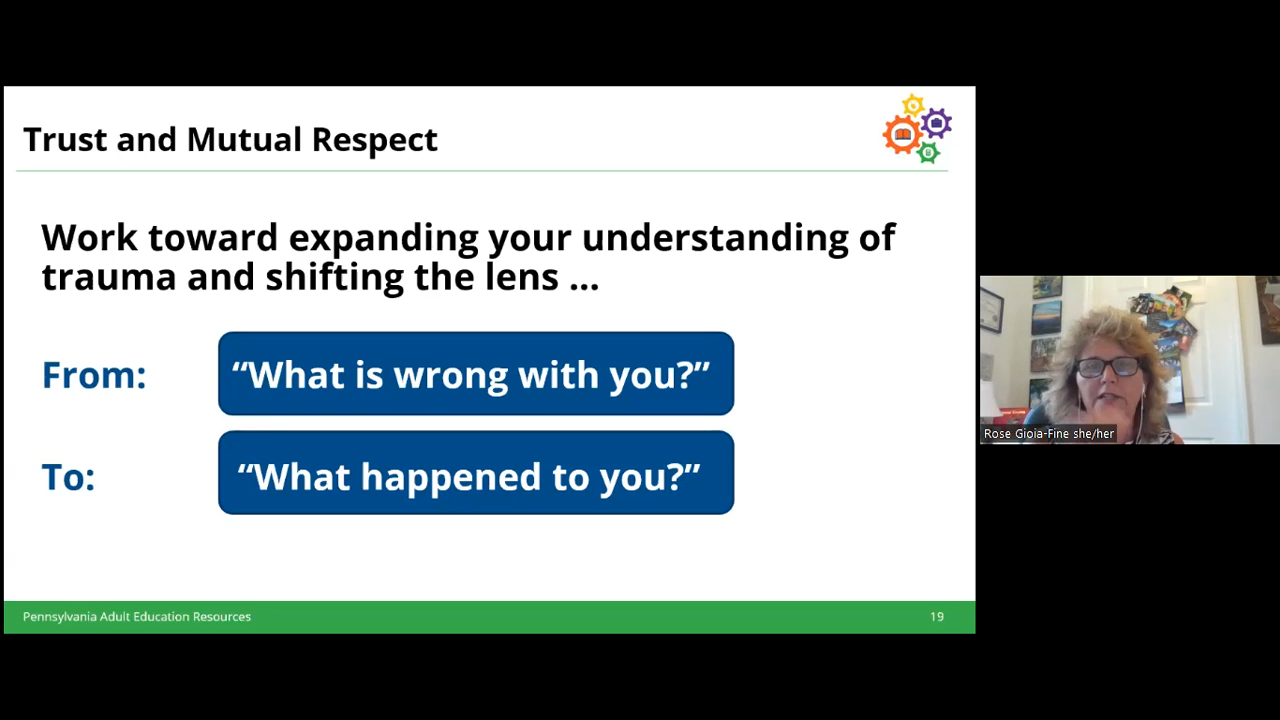 Trust and Mutual Respect
Work toward expanding your understanding of
trauma and shifting the lens ...
From:
“What is wrong with you?”
To:
“What happened to you?”
Pennsylvania Adult Education Resources
19
Rose Gioia-Fine she/her